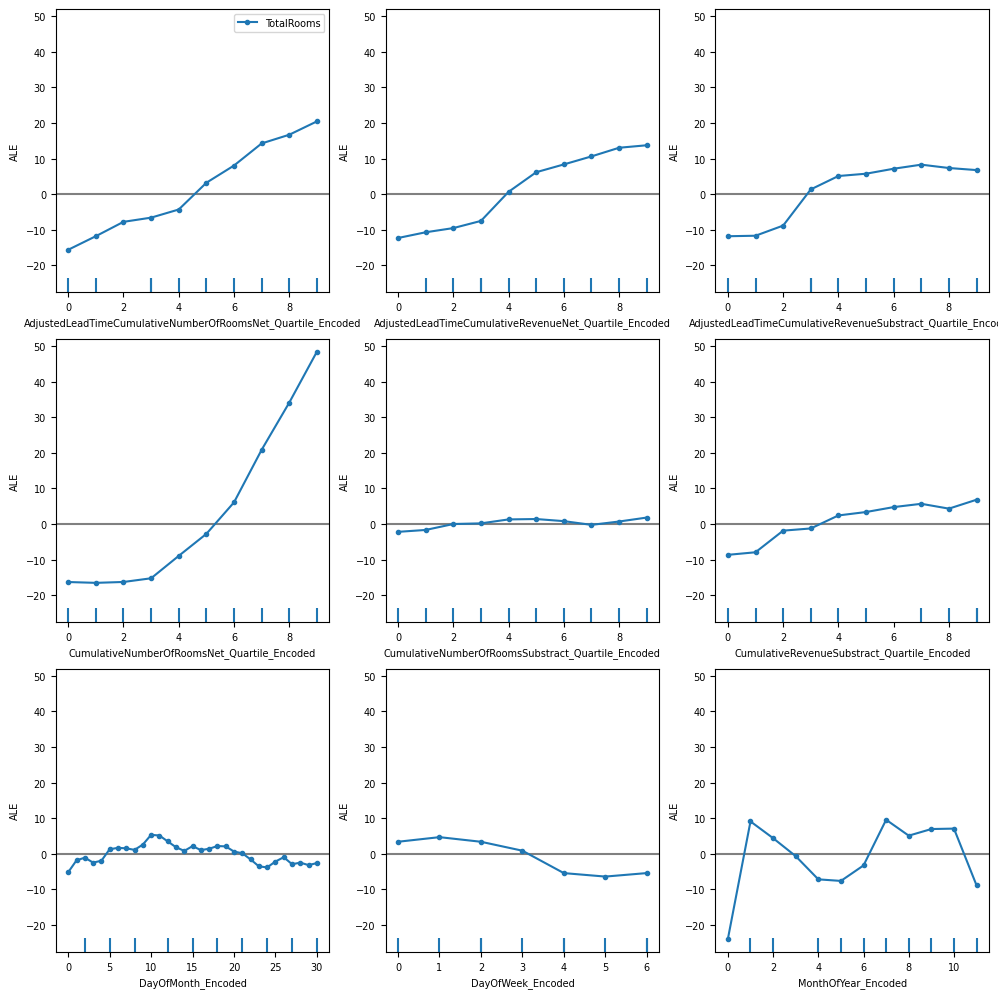 50
40
30
20
10
0
−10
−20
ALE
TotalRooms
0 2 4 6 8
AdjustedLeadTimeCumulativeNumberOfRoomsNet_Quartile_Encoded
50
40
30
20
10
0
−10
−20
ALE
0 2 4 6 8
AdjustedLeadTimeCumulativeRevenueNet_Quartile_Encoded
50
40
30
20
10
0
−10
−20
ALE
0 2 4 6 8
AdjustedLeadTimeCumulativeRevenueSubstract_Quartile_Enco
50
40
30
20
10
0
−10
−20
ALE
0 2 4 6 8
CumulativeNumberOfRoomsNet_Quartile_Encoded
50
40
30
20
10
0
−10
−20
ALE
0 2 4 6 8
CumulativeNumberOfRoomsSubstract_Quartile_Encoded
50
40
30
20
10
0
−10
−20
ALE
0 2 4 6 8
CumulativeRevenueSubstract_Quartile_Encoded
50
40
30
20
10
0
−10
−20
ALE
0 5 10 15 20 25 30
DayOfMonth_Encoded
50
40
30
20
10
0
−10
−20
ALE
0 1 2 3 4 5 6
DayOfWeek_Encoded
50
40
30
20
10
0
−10
−20
ALE
0 2 4 6 8 10
MonthOfYear_Encoded